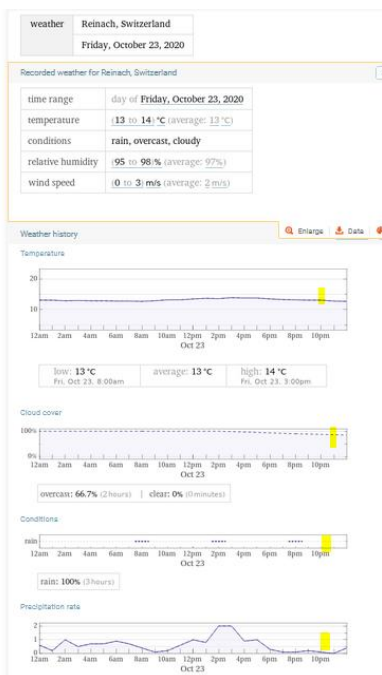 weather Reinach, Switzerland
Friday, October 23, 2020
Recorded weather for Reinach, Switzerland
time range day of Friday, October 23, 2020
temperature (13 to 14) °C (average: 13 °C)
conditions rain, overcast, cloudy
relative humidity (95 to 98)% (average: 97%)
wind speed (0 to 3) m/s (average: 2 m/s)
Weather history Enlarge Data
Temperature
20
10
12am 2am 4am 6am 8am 10am 12pm 2pm 4pm 6pm 8pm 10pm
Oct 23
low: 13 °C average: 13 °C high: 14 °C
Fri, Oct 23, 8:00am Fri, Oct 23, 3:00pm
Cloud cover
100%
0%
12am 2am 4am 6am 8am 10am 12pm 2pm 4pm 6pm 8pm 10pm
Oct 23
overcast: 66.7% (2 hours) | clear: 0% (0 minutes)
Conditions
rain
12am 2am 4am 6am 8am 10am 12pm 2pm 4pm 6pm 8pm 10pm
Oct 23
rain: 100% (3 hours)
Precipitation rate
2
1
0
12am 2am 4am 6am 8am 10am 12pm 2pm 4pm 6pm 8pm 10pm
Oct 23